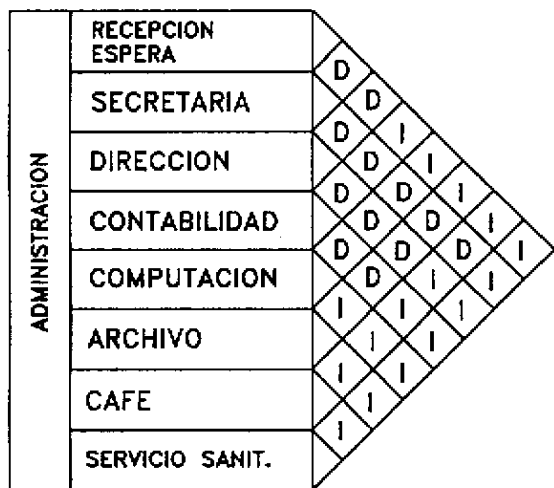 ADMINISTRACION
RECEPCION
ESPERA
D
SECRETARIA D
D I
DIRECCION D I
D D I
CONTABILIDAD D D I
D D D I
COMPUTACION D I I
I I I
ARCHIVO I I
I I
CAFE I
I
SERVICIO SANIT.